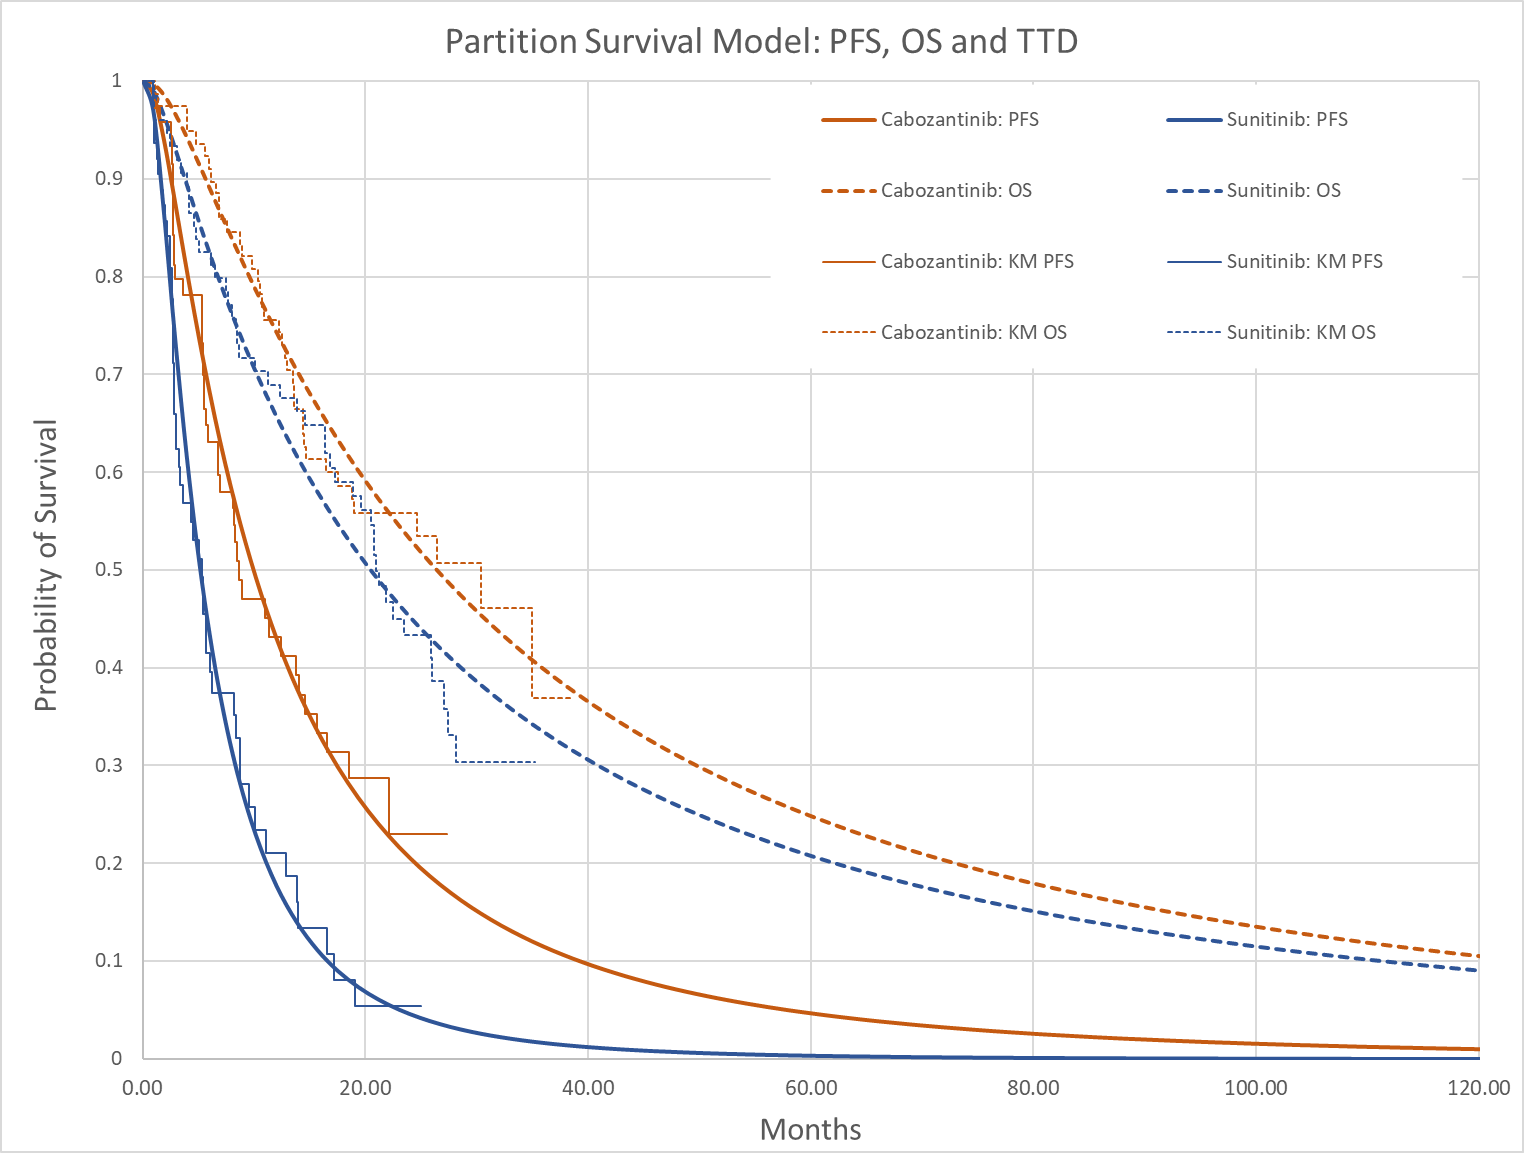 Partition Survival Model: PFS, OS and TTD
Cabozantinib: PFS
Sunitinib: PFS
Cabozantinib: OS
Sunitinib: OS
Cabozantinib: KM PFS
Sunitinib: KM PFS
Cabozantinib: KM OS
Sunitinib: KM OS
Probability of Survival
1
0.9
0.8
0.7
0.6
0.5
0.4
0.3
0.2
0.1
0
0.00 20.00 40.00 60.00 80.00 100.00 120.00
Months